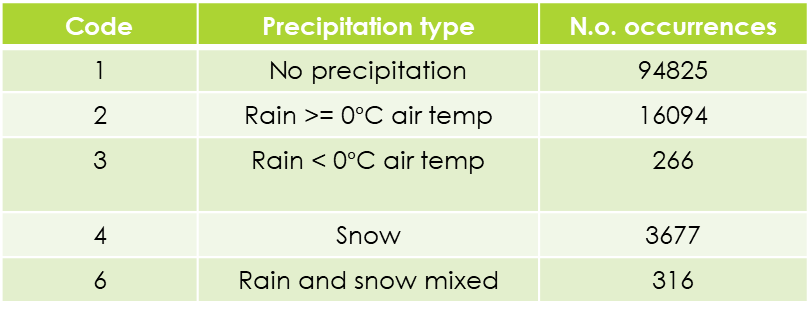 Code Precipitation type N.o. occurrences
1 No precipitation 94825
2 Rain >= 0°C air temp 16094
3 Rain < 0°C air temp 266
4 Snow 3677
6 Rain and snow mixed 316